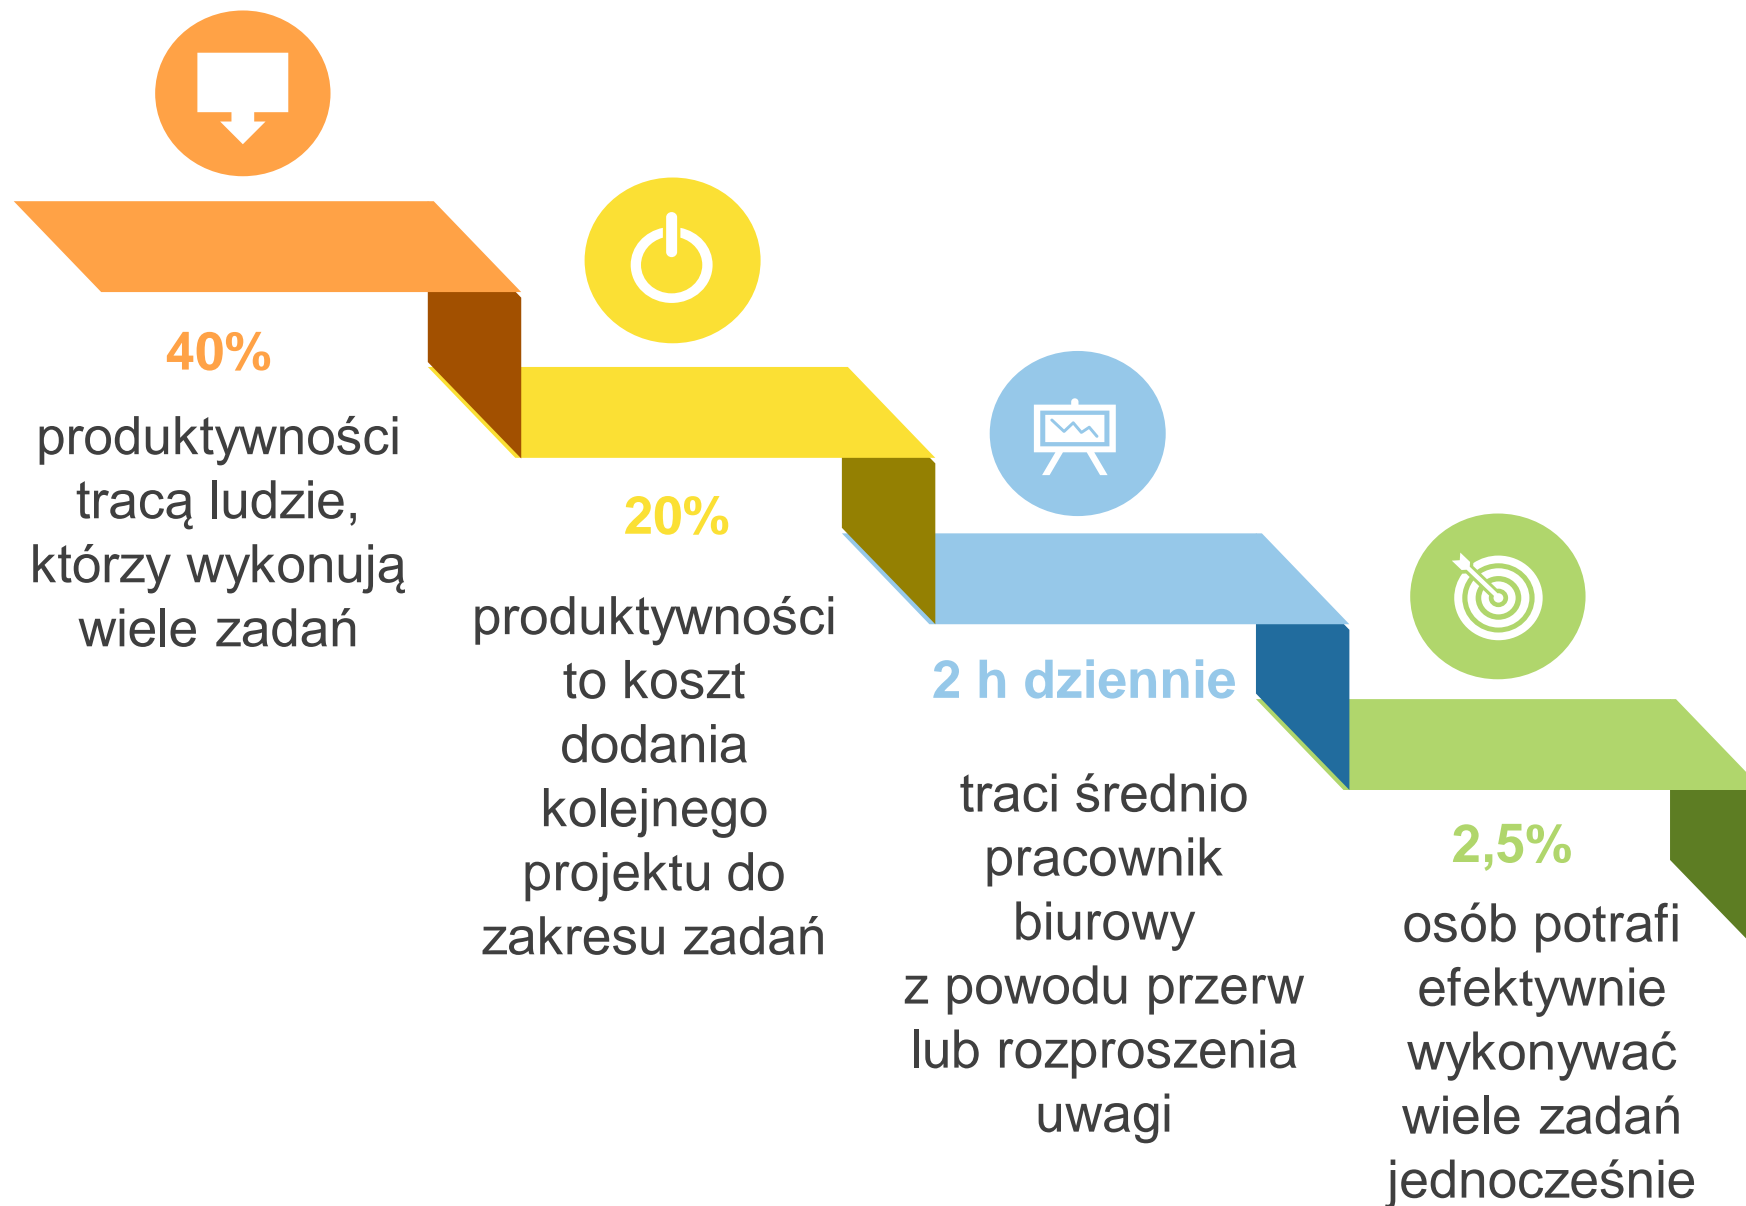 40%
produktywności
tracą ludzie,
którzy wykonują
wiele zadań
20%
produktywności
to koszt
dodania
kolejnego
projektu do
zakresu zadań
2 h dziennie
traci średnio
pracownik
biurowy
z powodu przerw
lub rozproszenia
uwagi
2,5%
osób potrafi
efektywnie
wykonywać
wiele zadań
jednocześnie